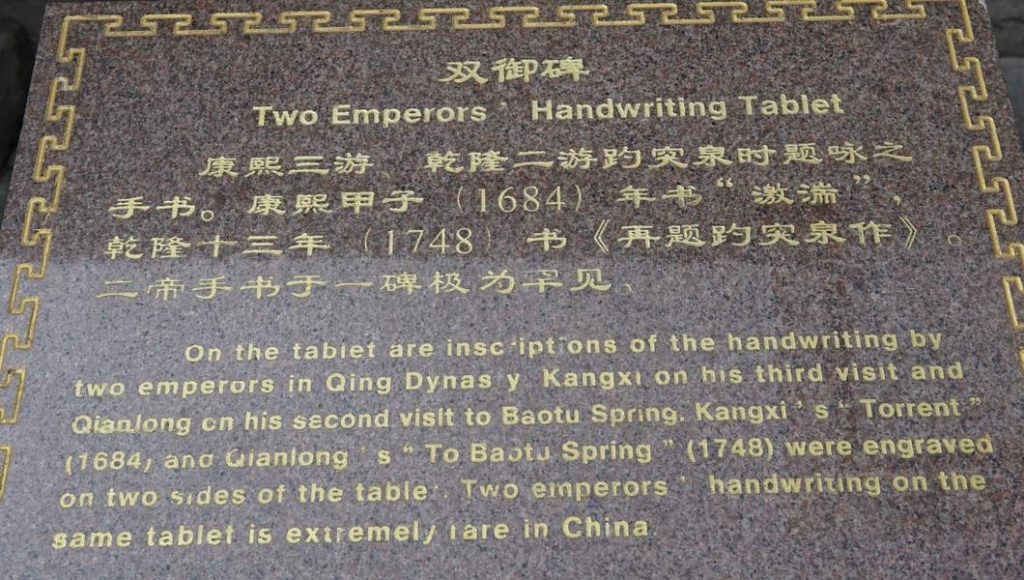 双御碑
Two Emperors' Handwriting Tablet
康熙三游 乾隆二游趵突泉时题咏之
手书。康熙甲子(1684)年书“激湍”,
乾隆十三年(1748)书《再题趵突泉作》。
二帝手书于一碑极为罕见、
On the tablet are inscriptions of the handwriting by
two emperors in Qing Dynas y Kangxi on his third visit and
Qianlong on his second visit to Baotu Spring. Kangxi's “Torrent”
(1684) and Qianlong's “To Baotu Spring” (1748) were engraved
on two sides of the table . Two emperors' handwriting on the
same tablet is extremely rare in China